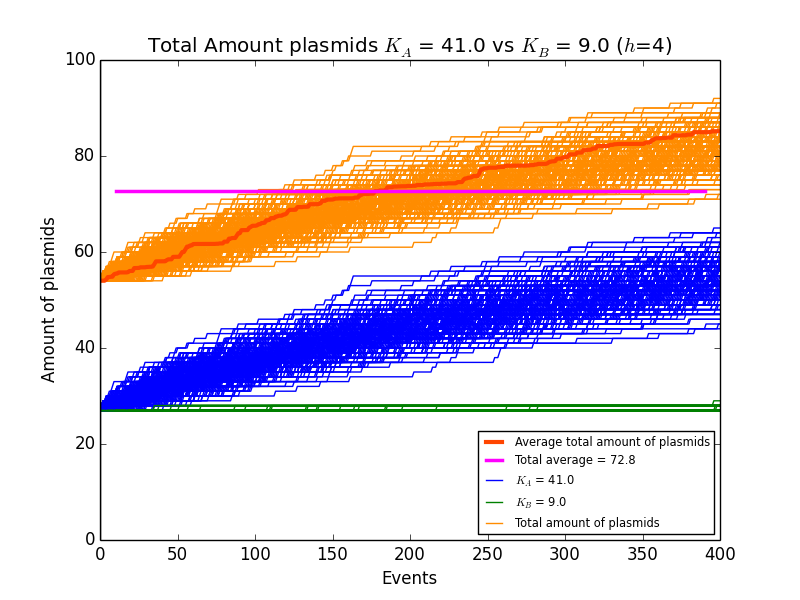 Total Amount plasmids K_A = 41.0 vs K_B = 9.0 (h=4)
100
80
60
40
20
0
Amount of plasmids
0 50 100 150 200 250 300 350 400
Events
Average total amount of plasmids
Total average = 72.8
K_A = 41.0
K_B = 9.0
Total amount of plasmids